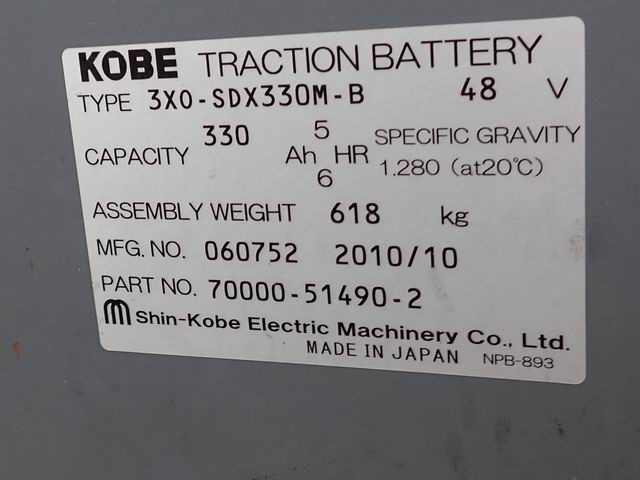 KOBE TRACTION BATTERY
TYPE 3X0-SDX330M-B 48 V
CAPACITY 330 Ah 5 HR SPECIFIC GRAVITY
6 1.280 (at20℃)
ASSEMBLY WEIGHT 618 kg
MFG. NO. 060752 2010/10
PART NO. 70000-51490-2
Shin-Kobe Electric Machinery Co., Ltd.
MADE IN JAPAN NPB-893